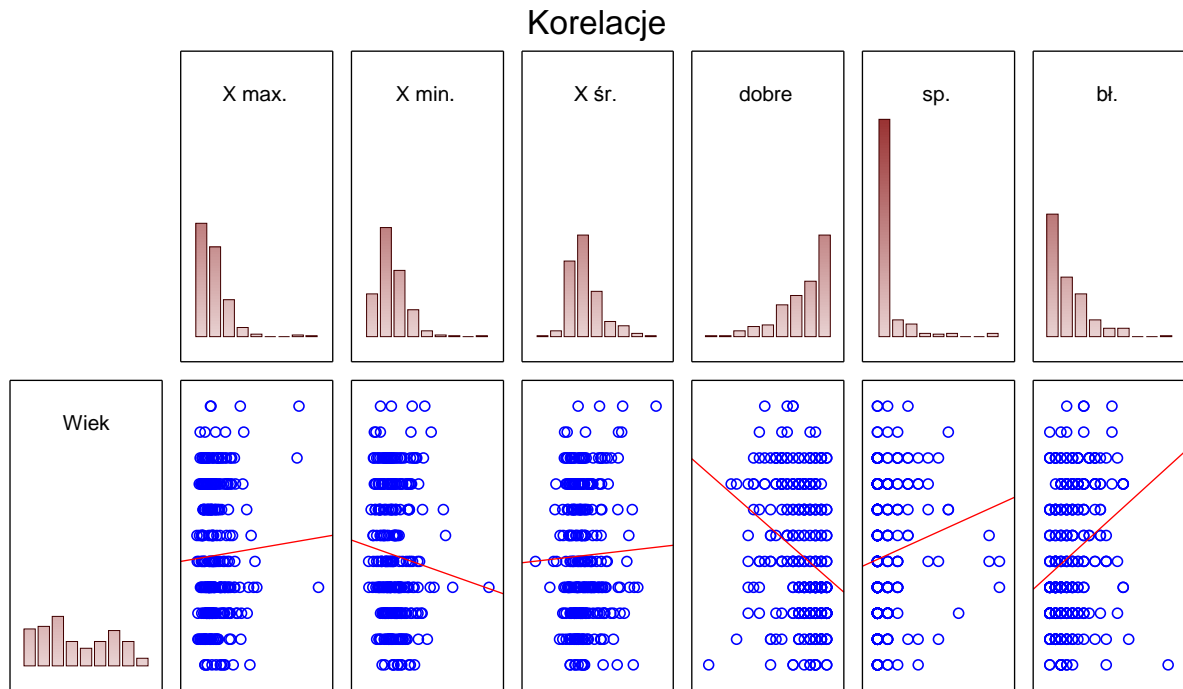 Korelacje
X max.
X min.
X śr.
dobre
sp.
bł.
Wiek